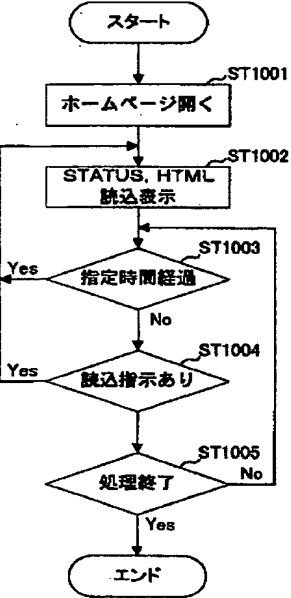 スタート
ST1001
ホームページ開く
ST1002
STATUS, HTML
読込表示
ST1003
指定時間経過
Yes
No
ST1004
読込指示あり
Yes
ST1005
処理終了
No
Yes
エンド